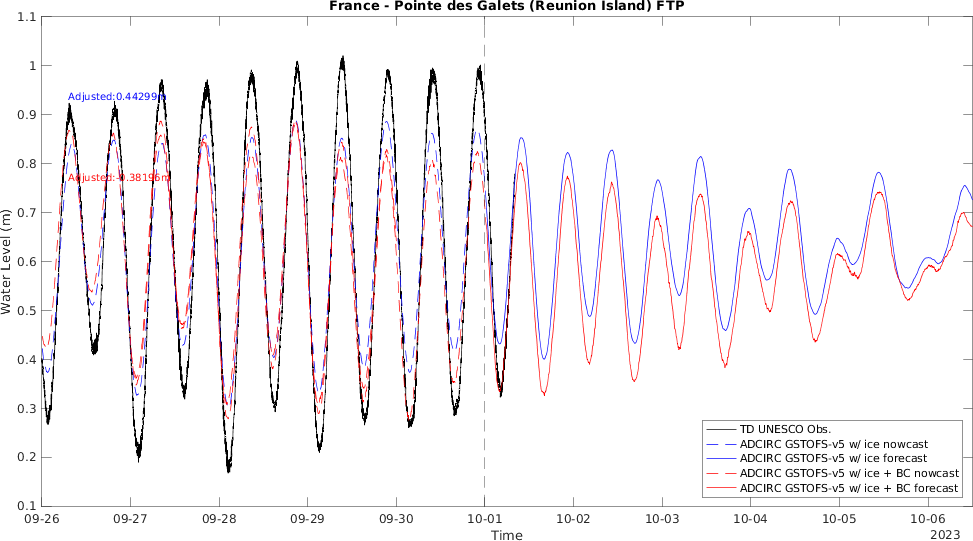 France - Pointe des Galets (Reunion Island) FTP
1.1
1
0.9
0.8
0.7
0.6
0.5
0.4
0.3
0.2
0.1
Water Level (m)
Adjusted:0.44299m
Adjusted:-0.38196m
TD UNESCO Obs.
ADCIRC GSTOFS-v5 w/ ice nowcast
ADCIRC GSTOFS-v5 w/ ice forecast
ADCIRC GSTOFS-v5 w/ ice + BC nowcast
ADCIRC GSTOFS-v5 w/ ice + BC forecast
09-26 09-27 09-28 09-29 09-30 10-01 10-02 10-03 10-04 10-05 10-06
Time
2023